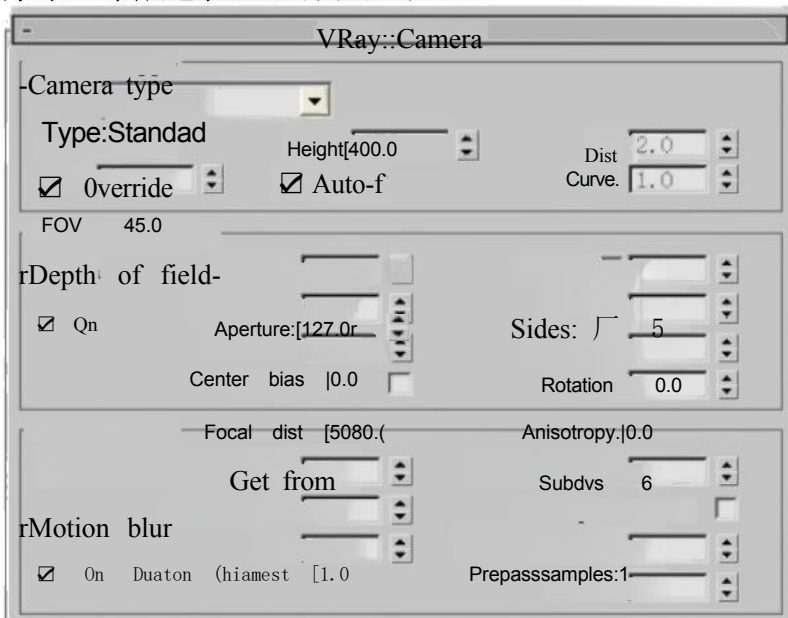 VRay::Camera
-Camera type
Type:Standad
Height[400.0
Dist 2.0
0verride
Auto-f
Curve. 1.0
FOV 45.0
rDepth of field-
Qn
Aperture:[127.0r
Sides: 厂 5
Center bias |0.0
Rotation 0.0
Focal dist [5080.(
Anisotropy.|0.0
Get from
Subdvs 6
rMotion blur
On Duaton (hiamest [1.0
Prepasssamples:1